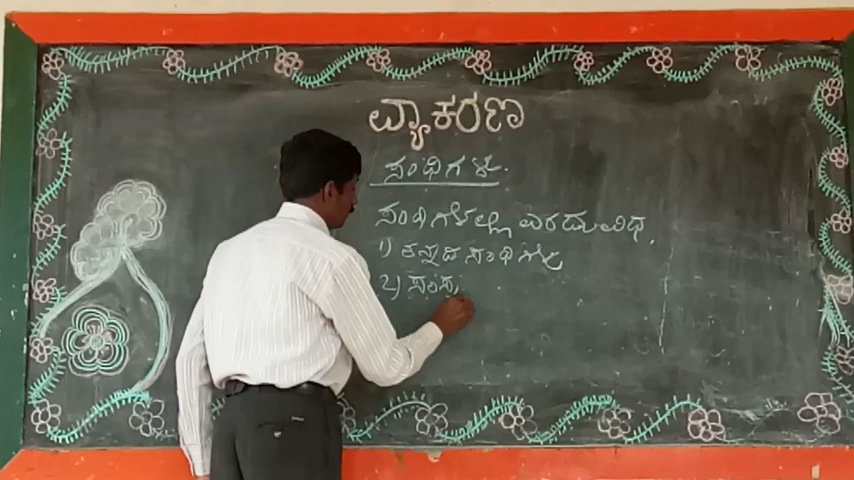 ವ್ಯಾಕರಣ
ಸಂಧಿಗಳು.
ಸಂಧಿಗಳಲ್ಲಿ ಎರಡು ವಿಧ.
1) ಕನ್ನಡ ಸಂಧಿಗಳು
2) ಸಂಸ